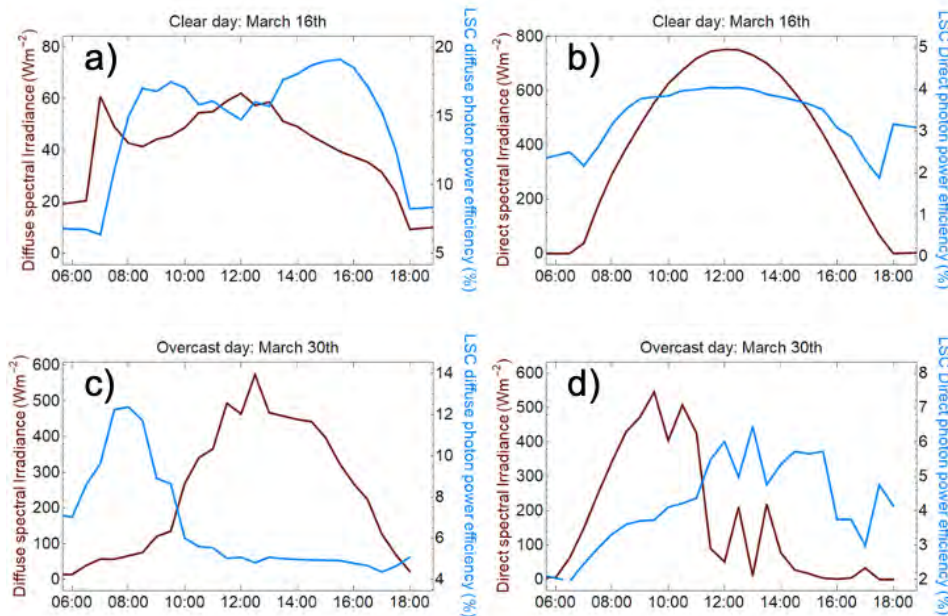 Clear day: March 16th
a)
Diffuse spectral Irradiance (Wm−2)
80
60
40
20
0
20
15
10
5
LSC diffuse photon power efficiency (%)
06:00 08:00 10:00 12:00 14:00 16:00 18:00
Clear day: March 16th
b)
Direct spectral Irradiance (Wm−2)
800
600
400
200
0
5
4
3
2
1
0
LSC Direct photon power efficiency (%)
06:00 08:00 10:00 12:00 14:00 16:00 18:00
Overcast day: March 30th
c)
Diffuse spectral Irradiance (Wm−2)
600
500
400
300
200
100
0
14
12
10
8
6
4
LSC diffuse photon power efficiency (%)
06:00 08:00 10:00 12:00 14:00 16:00 18:00
Overcast day: March 30th
d)
Direct spectral Irradiance (Wm−2)
600
500
400
300
200
100
0
8
7
6
5
4
3
2
LSC Direct photon power efficiency (%)
06:00 08:00 10:00 12:00 14:00 16:00 18:00